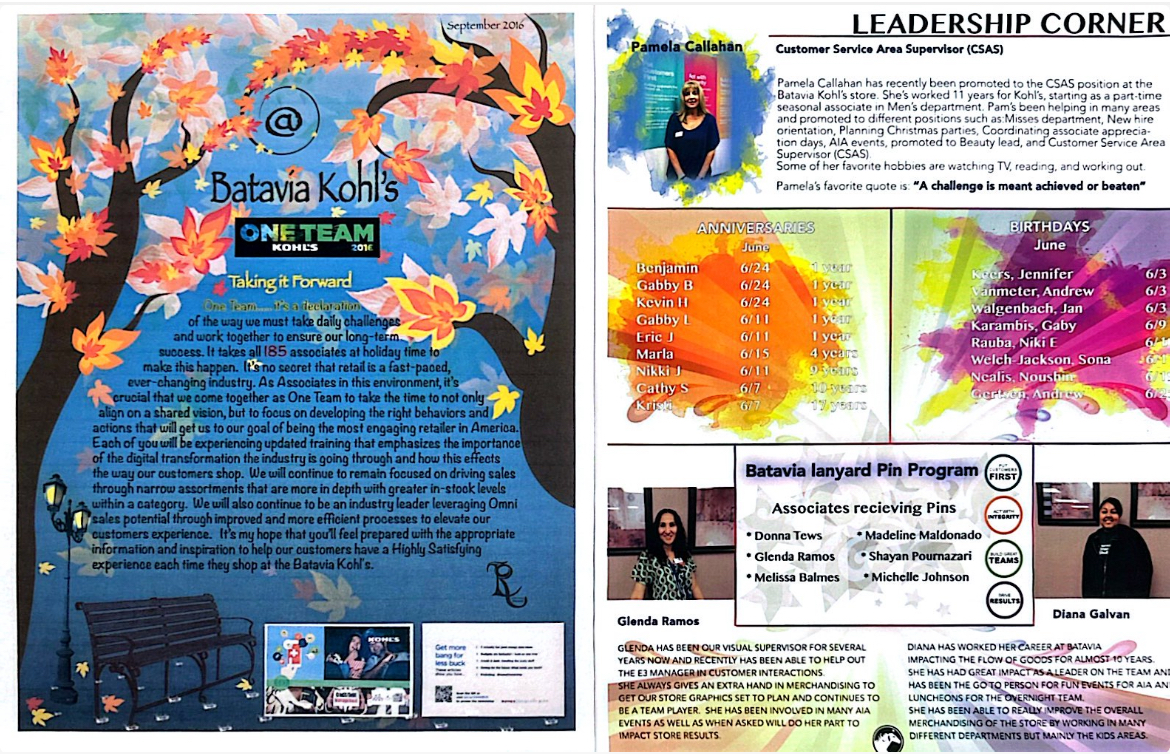 September 2016
@
Batavia Kohl's
ONE TEAM
KOHL'S 2016
Taking it Forward
One Team.....it's a declaration
of the way we must take daily challenges
and work together to ensure our long-term
success. It takes all 185 associates at holiday time to
make this happen. It's no secret that retail is a fast-paced,
ever-changing industry. As Associates in this environment, it's
crucial that we come together as One Team to take the time to not only
align on a shared vision, but to focus on developing the right behaviors and
actions that will get us to our goal of being the most engaging retailer in America.
Each of you will be experiencing updated training that emphasizes the importance
of the digital transformation the industry is going through and how this effects
the way our customers shop. We will continue to remain focused on driving sales
through narrow assortments that are more in depth with greater in-stock levels
within a category. We will also continue to be an industry leader leveraging Omni
sales potential through improved and more efficient processes to elevate our
customers experience. It's my hope that you'll feel prepared with the appropriate
information and inspiration to help our customers have a Highly Satisfying
experience each time they shop at the Batavia Kohl's.
KOHL'S
Get more
bang for
less buck
LEADERSHIP CORNER
Pamela Callahan
Customer Service Area Supervisor (CSAS)
Pamela Callahan has recently been promoted to the CSAS position at the
Batavia Kohl's store. She's worked 11 years for Kohl's, starting as a part-time
seasonal associate in Men's department. Pam's been helping in many areas
and promoted to different positions such as:Misses department, New hire
orientation, Planning Christmas parties, Coordinating associate apprecia-
tion days, AIA events, promoted to Beauty lead, and Customer Service Area
Supervisor (CSAS).
Some of her favorite hobbies are watching TV, reading, and working out.
Pamela's favorite quote is: "A challenge is meant achieved or beaten"
ANNIVERSARIES
June
Benjamin 6/24 1 year
Gabby B 6/24 1 year
Kevin H 6/24 1 year
Gabby L 6/11 1 year
Eric J 6/11 1 year
Marla 6/15 4 years
Nikki J 6/11 9 years
Cathy S 6/7 10 years
Kristi 6/7 17 years
BIRTHDAYS
June
Keers, Jennifer 6/3
Vanmeter, Andrew 6/3
Walgenbach, Jan 6/3
Karambis, Gaby 6/9
Rauba, Niki E
Welch-Jackson, Sona
Nealis, Noushin
Gertken, Andrew
Batavia lanyard Pin Program
Associates recieving Pins
• Donna Tews • Madeline Maldonado
• Glenda Ramos • Shayan Pournazari
• Melissa Balmes • Michelle Johnson
PUT CUSTOMERS FIRST
ACT WITH INTEGRITY
BUILD GREAT TEAMS
DRIVE RESULTS
Glenda Ramos
GLENDA HAS BEEN OUR VISUAL SUPERVISOR FOR SEVERAL
YEARS NOW AND RECENTLY HAS BEEN ABLE TO HELP OUT
THE E3 MANAGER IN CUSTOMER INTERACTIONS.
SHE ALWAYS GIVES AN EXTRA HAND IN MERCHANDISING TO
GET OUR STORE GRAPHICS SET TO PLAN AND CONTINUES TO
BE A TEAM PLAYER. SHE HAS BEEN INVOLVED IN MANY AIA
EVENTS AS WELL AS WHEN ASKED WILL DO HER PART TO
IMPACT STORE RESULTS.
Diana Galvan
DIANA HAS WORKED HER CAREER AT BATAVIA
IMPACTING THE FLOW OF GOODS FOR ALMOST 10 YEARS.
SHE HAS HAD GREAT IMPACT AS A LEADER ON THE TEAM AND
HAS BEEN THE GO TO PERSON FOR FUN EVENTS FOR AIA AND
LUNCHEONS FOR THE OVERNIGHT TEAM.
SHE HAS BEEN ABLE TO REALLY IMPROVE THE OVERALL
MERCHANDISING OF THE STORE BY WORKING IN MANY
DIFFERENT DEPARTMENTS BUT MAINLY THE KIDS AREAS.